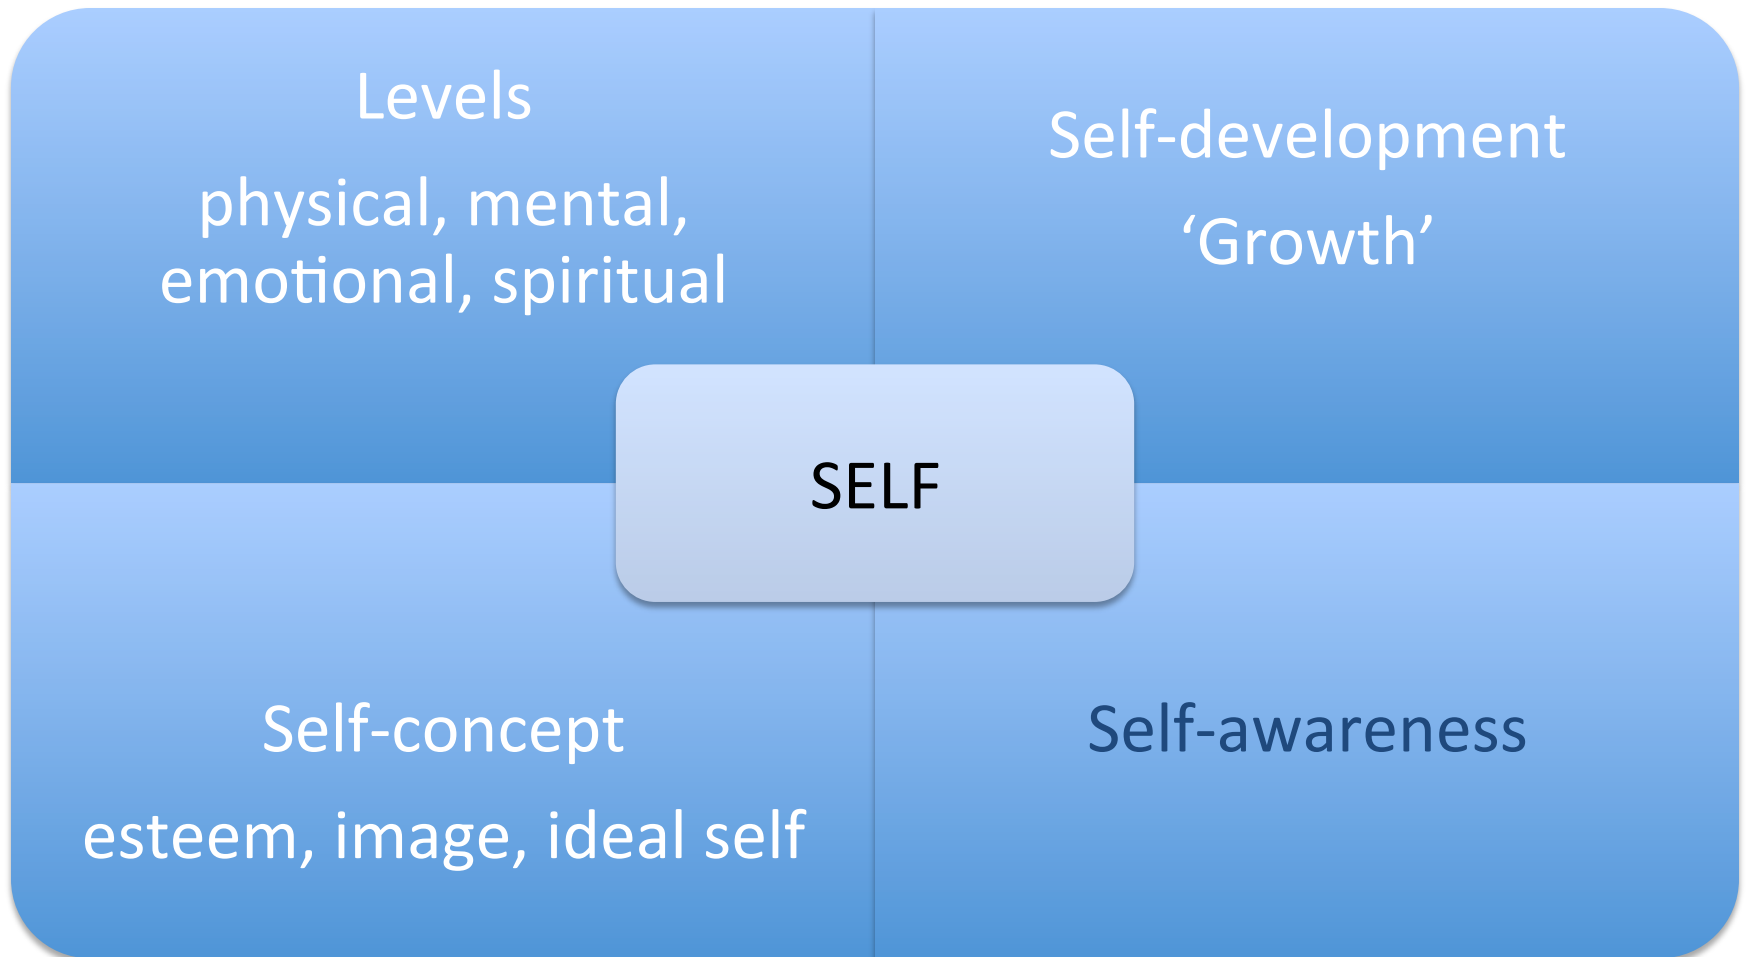 Levels
physical, mental,
emotional, spiritual
Self-development
‘Growth’
SELF
Self-concept
esteem, image, ideal self
Self-awareness